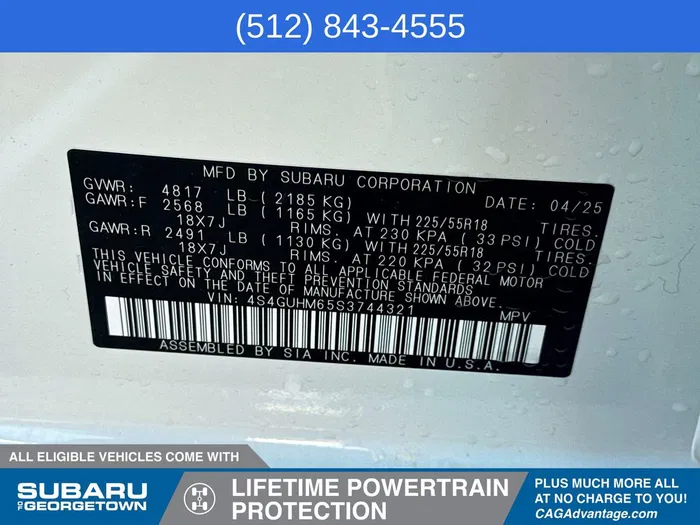 (512) 843-4555
MFD BY SUBARU CORPORATION
GVWR: 4817 LB ( 2185 KG) DATE: 04/25
GAWR:F 2568 LB ( 1165 KG) WITH 225/55R18 TIRES.
18X7J RIMS. AT 230 KPA ( 33 PSI) COLD
GAWR:R 2491 LB ( 1130 KG) WITH 225/55R18 TIRES.
18X7J RIMS. AT 220 KPA ( 32 PSI) COLD
THIS VEHICLE CONFORMS TO ALL APPLICABLE FEDERAL MOTOR
VEHICLE SAFETY AND THEFT PREVENTION STANDARDS
IN EFFECT ON THE DATE OF MANUFACTURE SHOWN ABOVE.
VIN: 4S4GUHM65S3744321 MPV
ASSEMBLED BY SIA INC. MADE IN U.S.A.
ALL ELIGIBLE VEHICLES COME WITH
SUBARU
OF GEORGETOWN
LIFETIME POWERTRAIN
PROTECTION
PLUS MUCH MORE ALL
AT NO CHARGE TO YOU!
CAGAdvantage.com